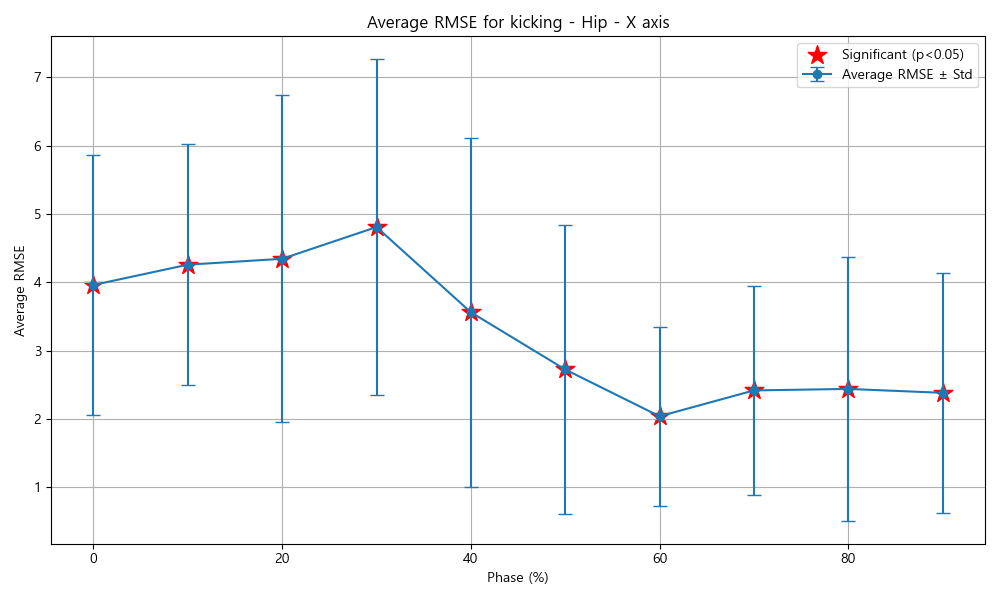 Average RMSE for kicking - Hip - X axis
Significant (p<0.05)
Average RMSE ± Std
Average RMSE
7
6
5
4
3
2
1
0
20
40
60
80
Phase (%)